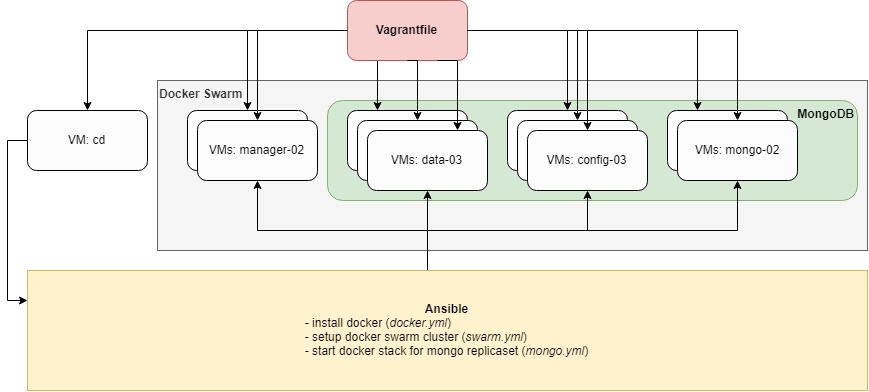 Vagrantfile
Docker Swarm
MongoDB
VM: cd
VMs: manager-02
VMs: data-03
VMs: config-03
VMs: mongo-02
Ansible
- install docker (docker.yml)
- setup docker swarm cluster (swarm.yml)
- start docker stack for mongo replicaset (mongo.yml)